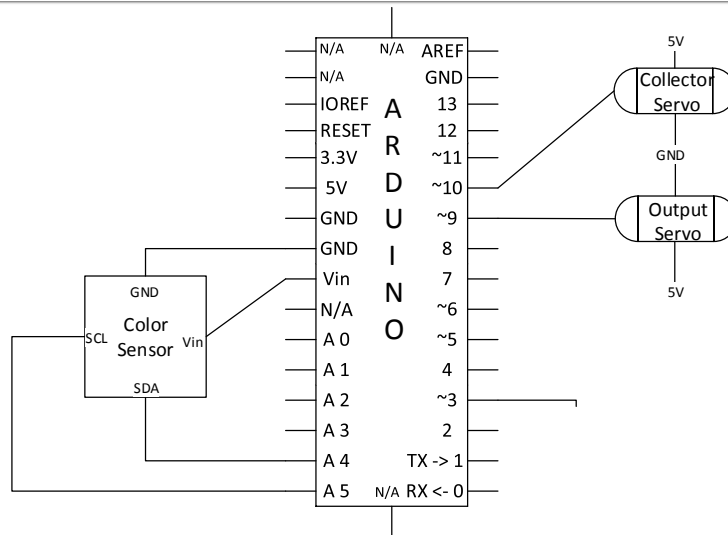 N/A N/A AREF
N/A GND
IOREF 13
RESET 12
3.3V ~11
5V ~10
GND ~9
GND 8
Vin 7
N/A ~6
A 0 ~5
A 1 4
A 2 ~3
A 3 2
A 4 TX -> 1
A 5 N/A RX <- 0
ARDUINO
GND
Color
Sensor
SCL
Vin
SDA
5V
Collector
Servo
GND
Output
Servo
5V